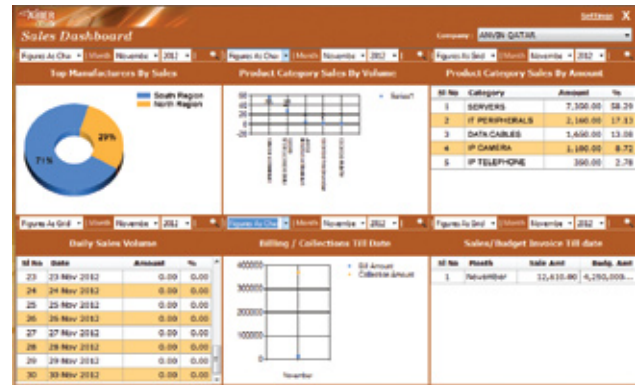 Settings X
Sales Dashboard
Company : ANVIN QATAR
Figures As Cha Month Novembe 2012 Figures As Cha Month Novembe 2012 Figures As Grid Month Novembe 2012
Top Manufacturers By Sales
Product Category Sales By Volume
Product Category Sales By Amount
South Region
North Region
29%
71%
Series1
Sl No Category Amount %
1 SERVERS 7,350.00 58.29
2 IT PERIPHERALS 2,160.00 17.13
3 DATA CABLES 1,650.00 13.08
4 IP CAMERA 1,100.00 8.72
5 IP TELEPHONE 350.00 2.78
Figures As Grid Month Novembe 2012 Figures As Cha Month Novembe 2012 Figures As Grid Month Novembe 2012
Daily Sales Volume
Billing / Collections Till Date
Sales/Budget Invoice Till date
Sl No Date Amount %
23 23 Nov 2012 0.00 0.00
24 24 Nov 2012 0.00 0.00
25 25 Nov 2012 0.00 0.00
26 26 Nov 2012 0.00 0.00
27 27 Nov 2012 0.00 0.00
28 28 Nov 2012 0.00 0.00
29 29 Nov 2012 0.00 0.00
30 30 Nov 2012 0.00 0.00
400000
300000
200000
100000
0
November
Bill Amount
Collection Amount
Sl No Month Sale Amt Budg. Amt
1 November 12,610.00 4,250,000...